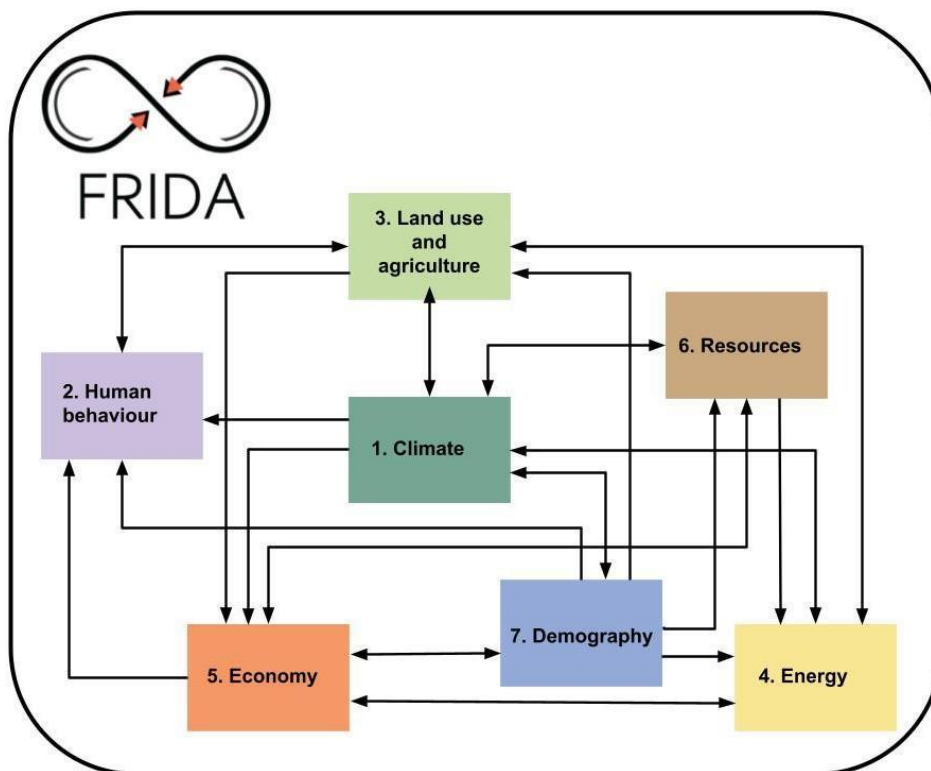 FRIDA
3. Land use
and
agriculture
6. Resources
2. Human
behaviour
1. Climate
7. Demography
5. Economy
4. Energy